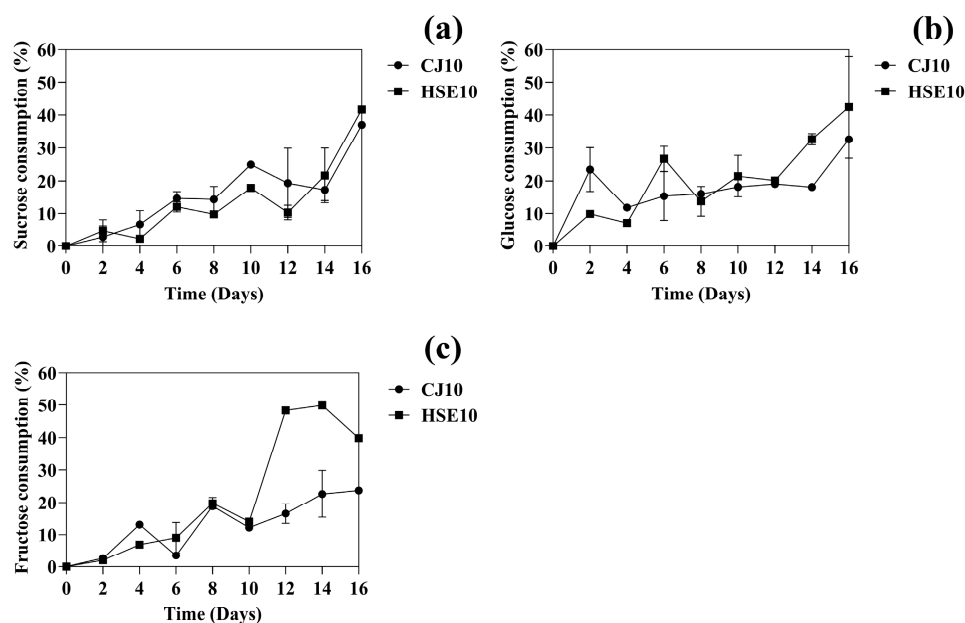 (a)
Sucrose consumption (%)
60
50
40
30
20
10
0
0 2 4 6 8 10 12 14 16
Time (Days)
CJ10
HSE10
(b)
Glucose consumption (%)
60
50
40
30
20
10
0
0 2 4 6 8 10 12 14 16
Time (Days)
CJ10
HSE10
(c)
Fructose consumption (%)
60
50
40
30
20
10
0
0 2 4 6 8 10 12 14 16
Time (Days)
CJ10
HSE10